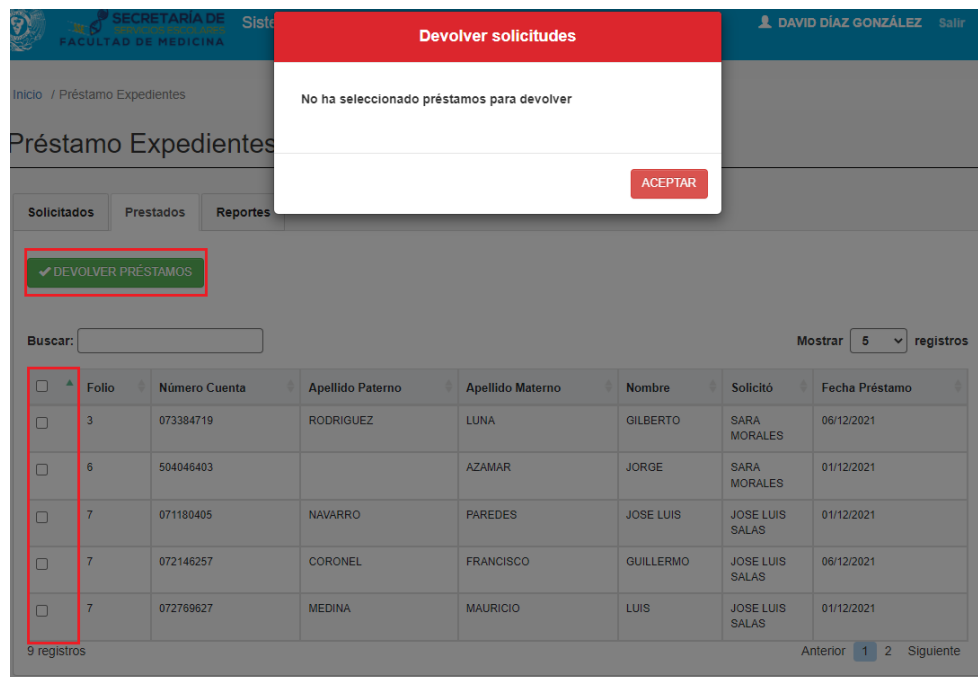 SECRETARÍA DE
SERVICIOS ESCOLARES
FACULTAD DE MEDICINA
Siste
DAVID DÍAZ GONZÁLEZ Salir
Devolver solicitudes
No ha seleccionado préstamos para devolver
ACEPTAR
Inicio / Préstamo Expedientes
Préstamo Expedientes
Solicitados Prestados Reportes
DEVOLVER PRÉSTAMOS
Buscar: Mostrar 5 registros
Folio Número Cuenta Apellido Paterno Apellido Materno Nombre Solicitó Fecha Préstamo
3 073384719 RODRIGUEZ LUNA GILBERTO SARA MORALES 06/12/2021
6 504046403 AZAMAR JORGE SARA MORALES 01/12/2021
7 071180405 NAVARRO PAREDES JOSE LUIS JOSE LUIS SALAS 01/12/2021
7 072146257 CORONEL FRANCISCO GUILLERMO JOSE LUIS SALAS 06/12/2021
7 072769627 MEDINA MAURICIO LUIS JOSE LUIS SALAS 01/12/2021
9 registros Anterior 1 2 Siguiente